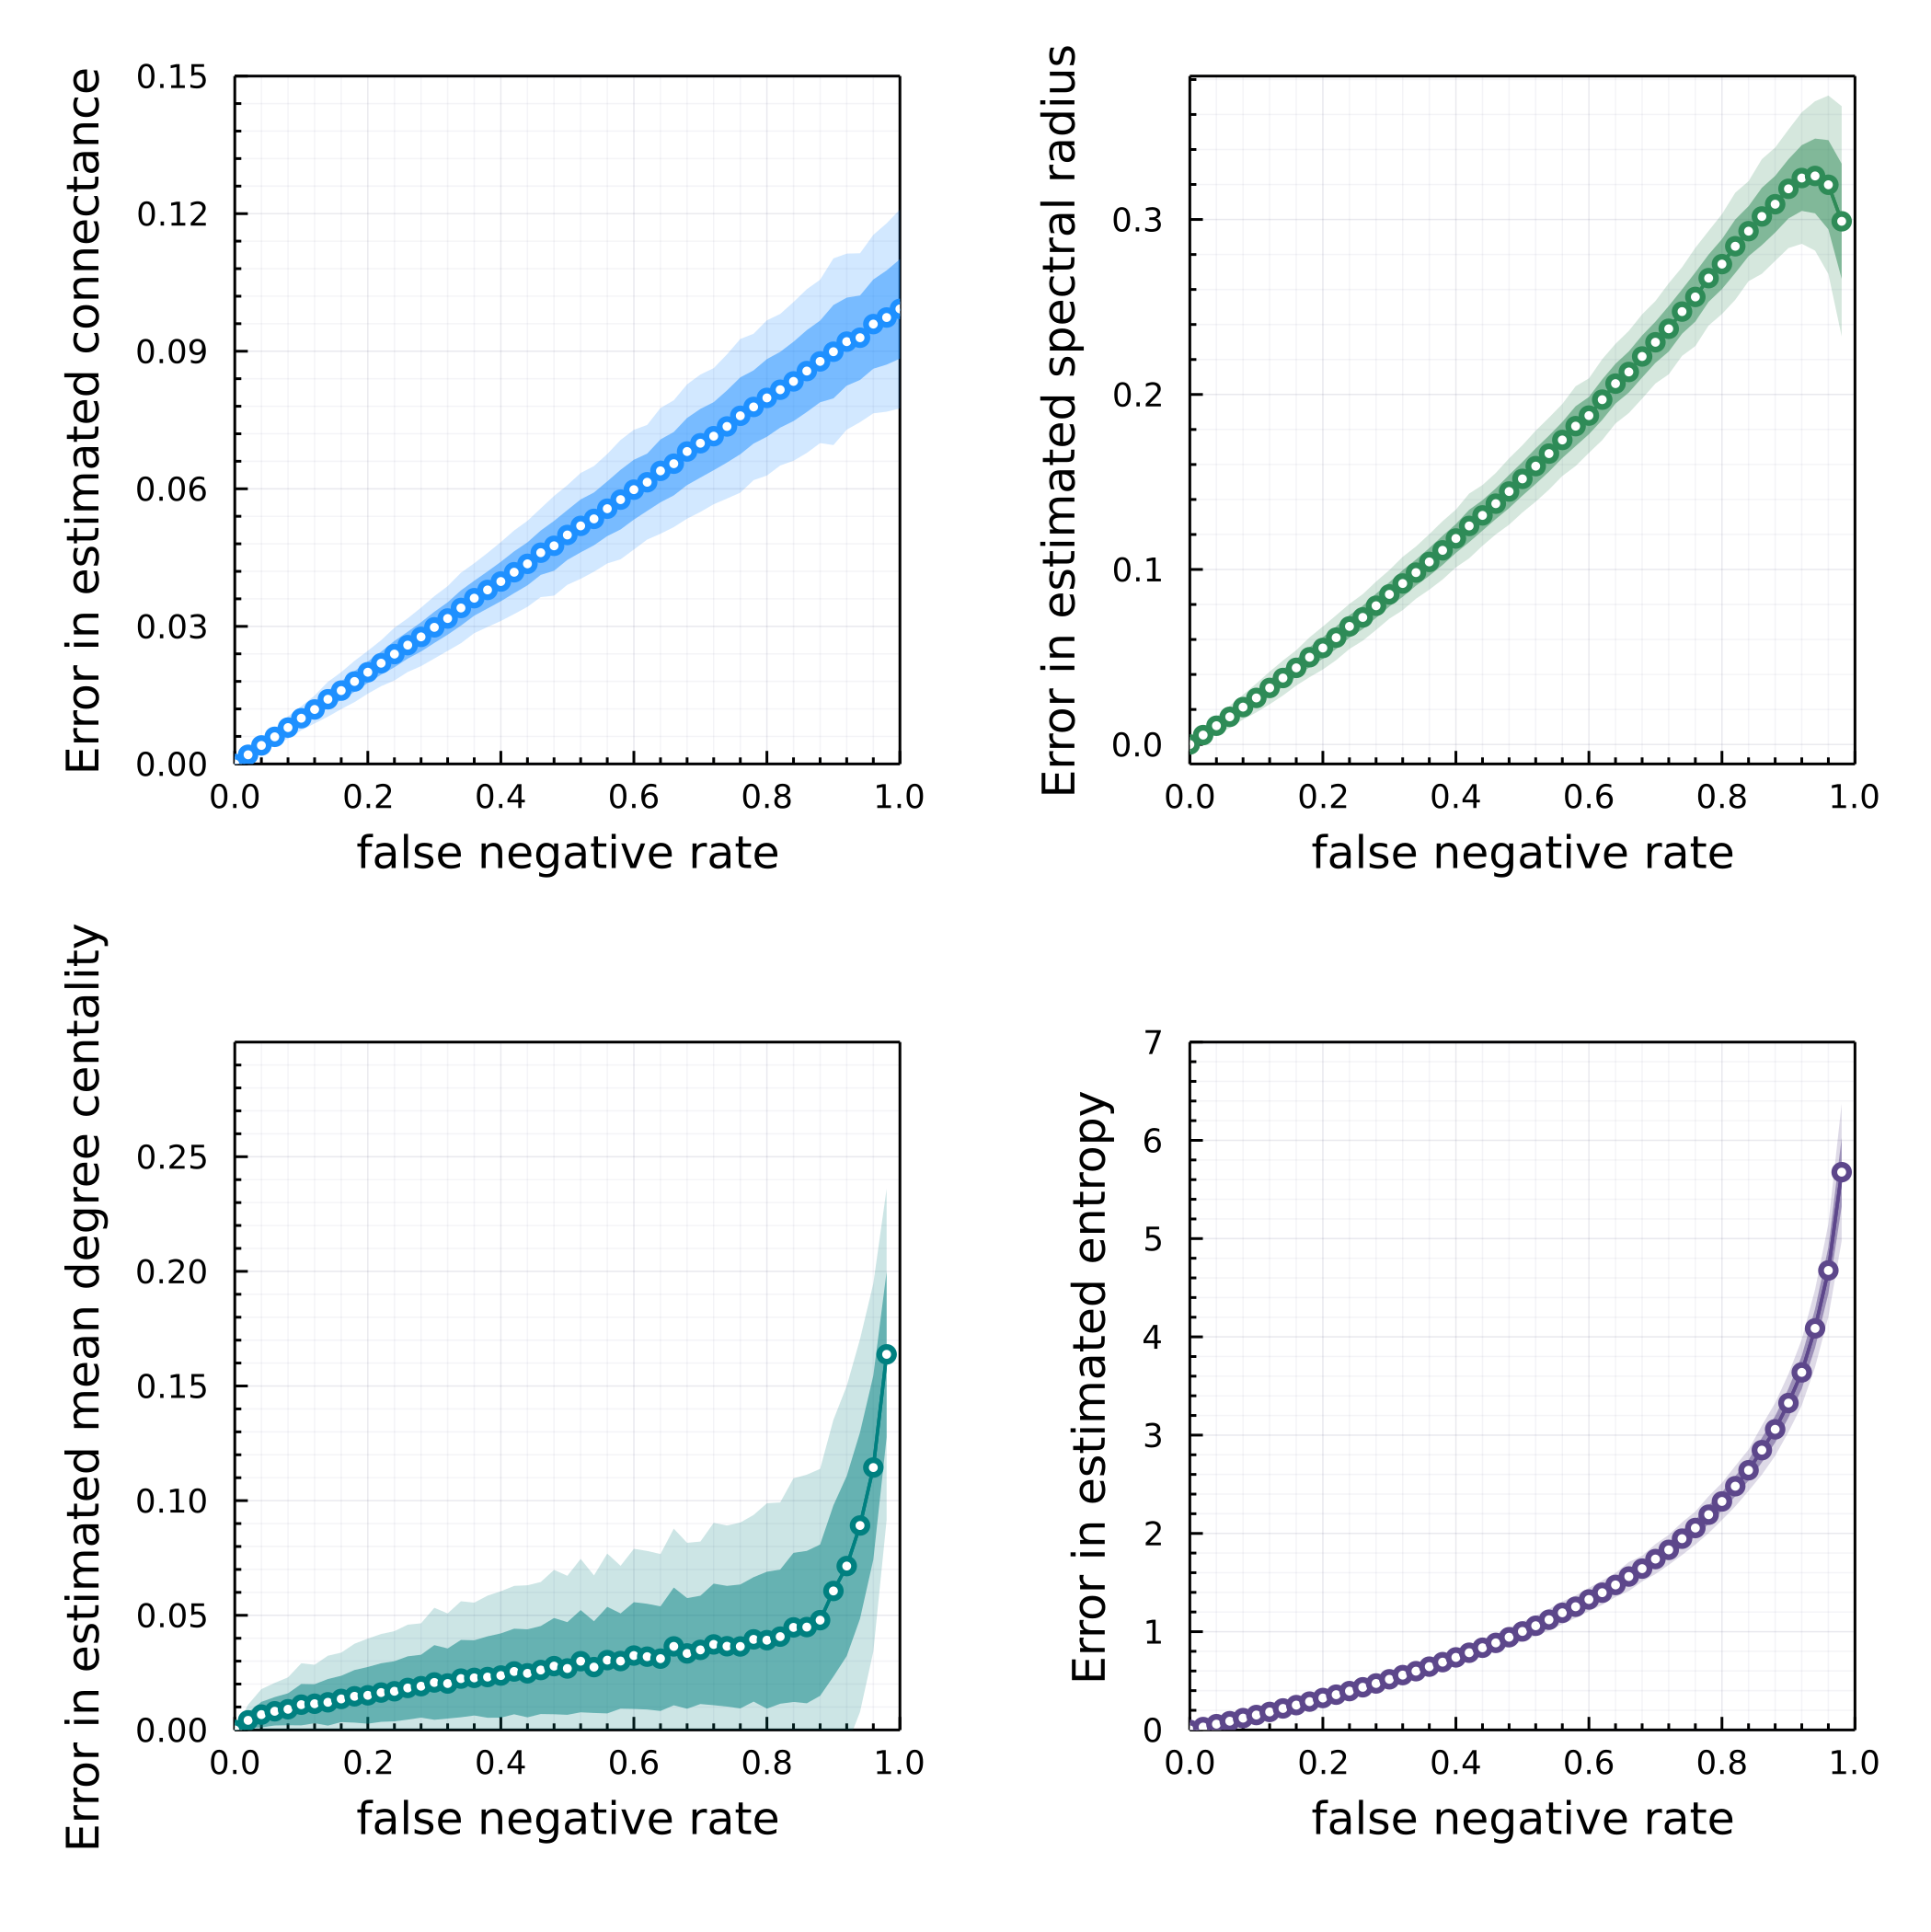 Error in estimated connectance
0.15
0.12
0.09
0.06
0.03
0.00
0.0 0.2 0.4 0.6 0.8 1.0
false negative rate
Error in estimated spectral radius
0.3
0.2
0.1
0.0
0.0 0.2 0.4 0.6 0.8 1.0
false negative rate
Error in estimated mean degree centality
0.25
0.20
0.15
0.10
0.05
0.00
0.0 0.2 0.4 0.6 0.8 1.0
false negative rate
Error in estimated entropy
7
6
5
4
3
2
1
0
0.0 0.2 0.4 0.6 0.8 1.0
false negative rate